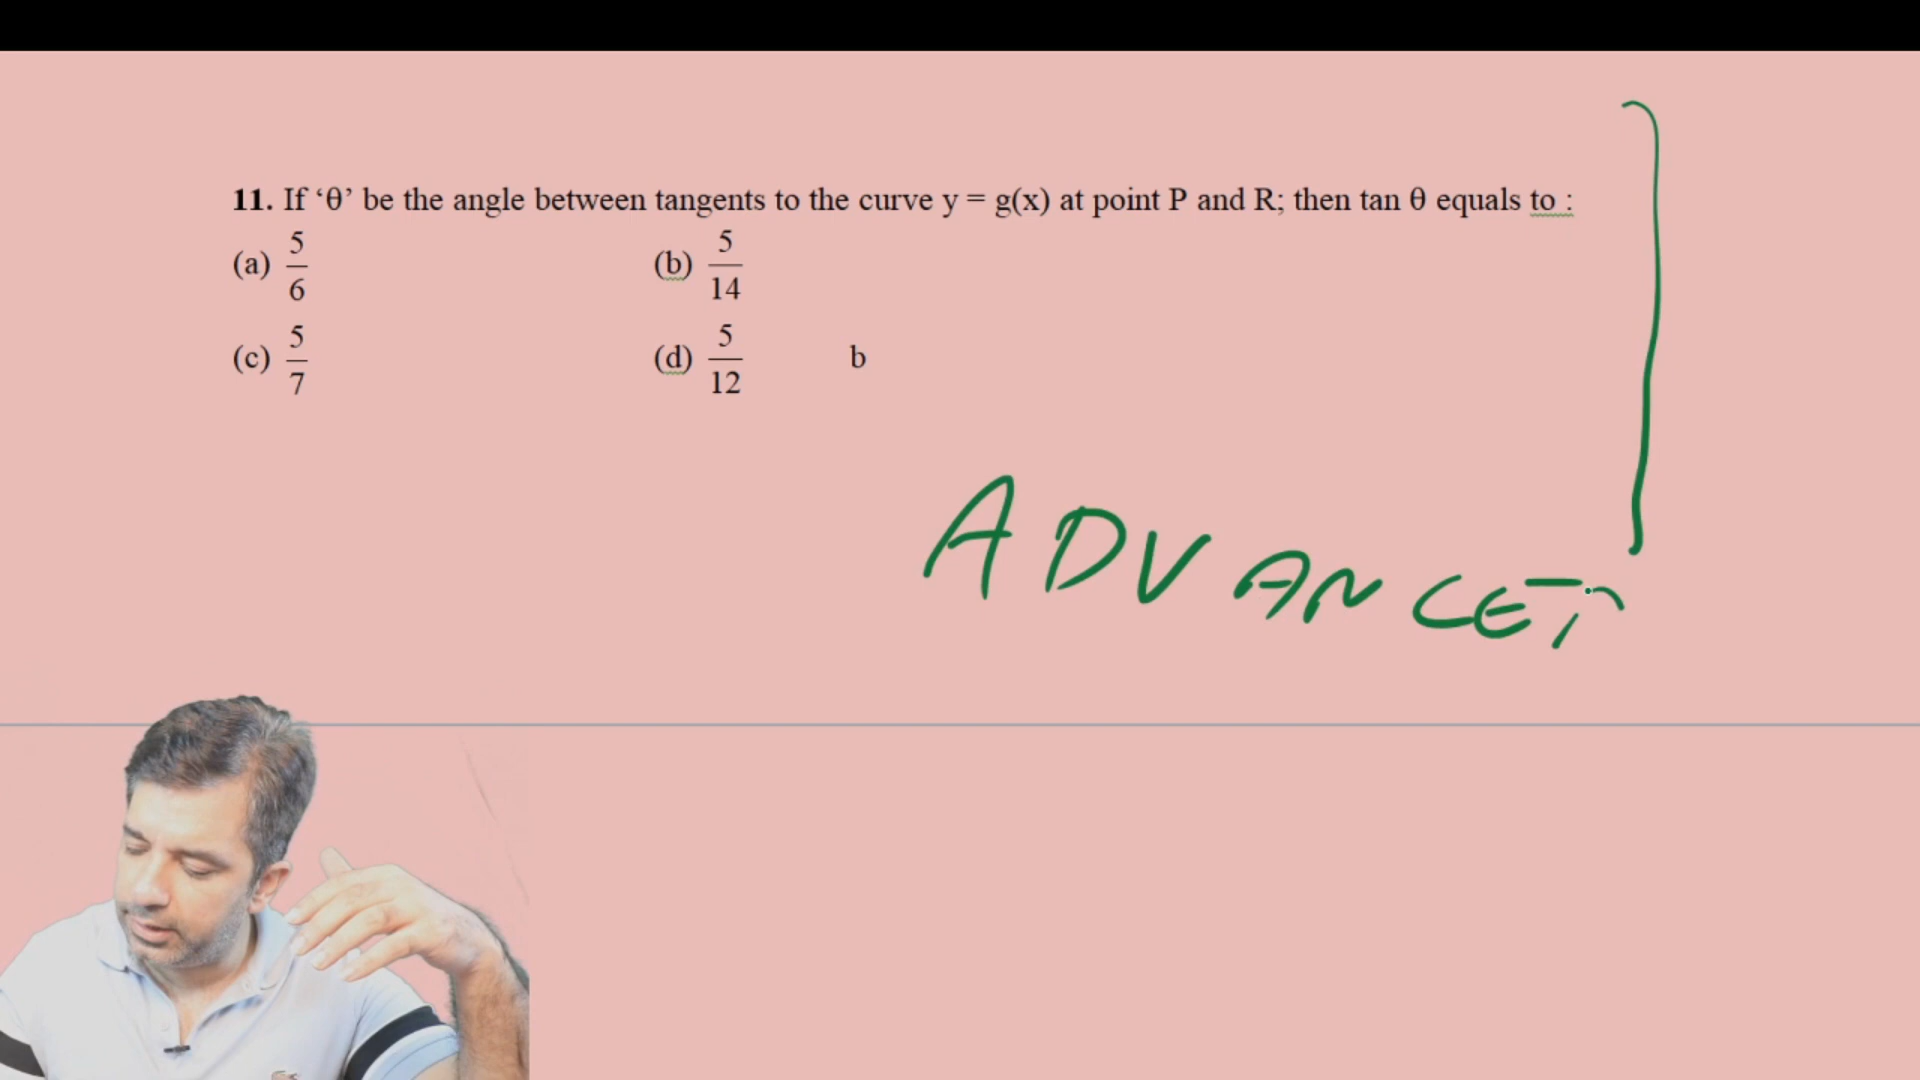 11. If ‘θ’ be the angle between tangents to the curve y = g(x) at point P and R; then tan θ equals to :
(a) 5/6 (b) 5/14
(c) 5/7 (d) 5/12 b
ADVANCE